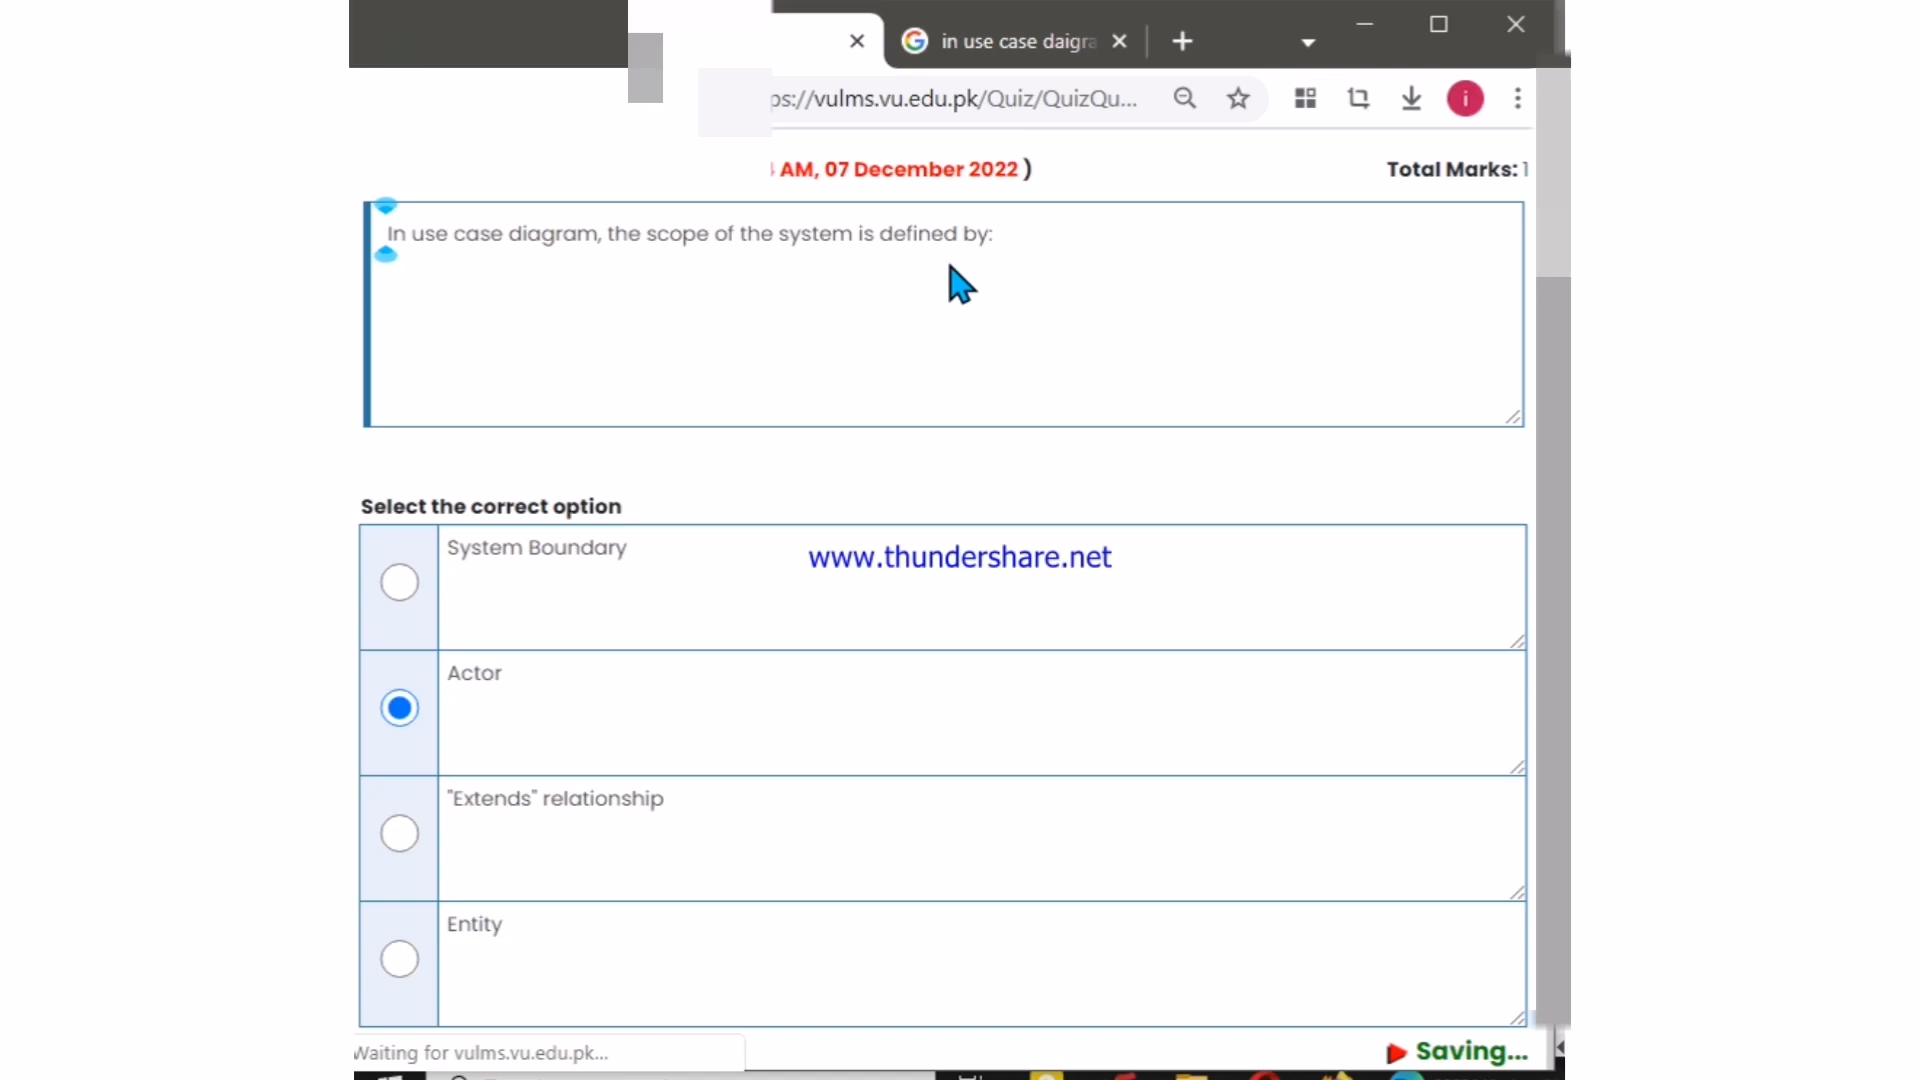 in use case daigra
ps://vulms.vu.edu.pk/Quiz/QuizQu...
i
AM, 07 December 2022 )
Total Marks: 1
In use case diagram, the scope of the system is defined by:
Select the correct option
System Boundary
www.thundershare.net
Actor
"Extends" relationship
Entity
Waiting for vulms.vu.edu.pk...
Saving...